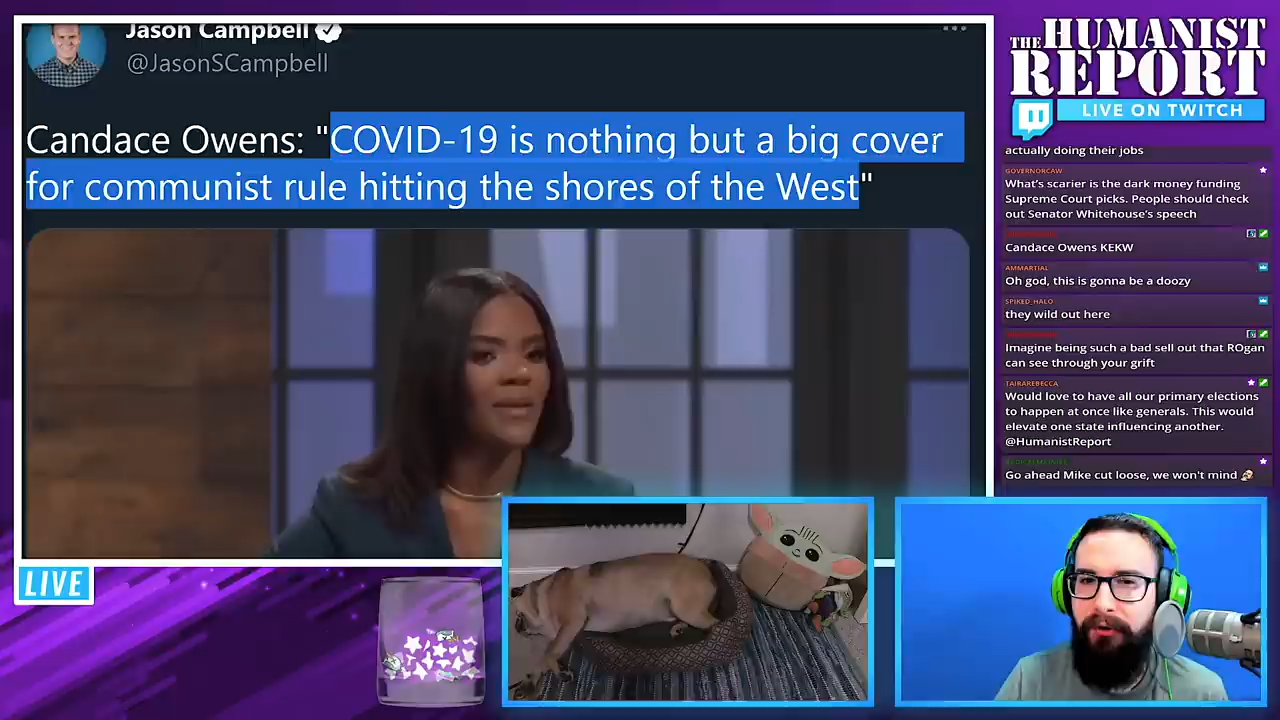 Jason Campbell
@JasonSCampbell
Candace Owens: "COVID-19 is nothing but a big cover
for communist rule hitting the shores of the West"
THE HUMANIST
REPORT
LIVE ON TWITCH
actually doing their jobs
GOVERNORCAW
What's scarier is the dark money funding
Supreme Court picks. People should check
out Senator Whitehouse's speech
Candace Owens KEKW
AMMARTIAL
Oh god, this is gonna be a doozy
SPIKED_HALO
they wild out here
Imagine being such a bad sell out that ROgan
can see through your grift
TAIRAREBECCA
Would love to have all our primary elections
to happen at once like generals. This would
elevate one state influencing another.
@HumanistReport
Go ahead Mike cut loose, we won't mind
LIVE